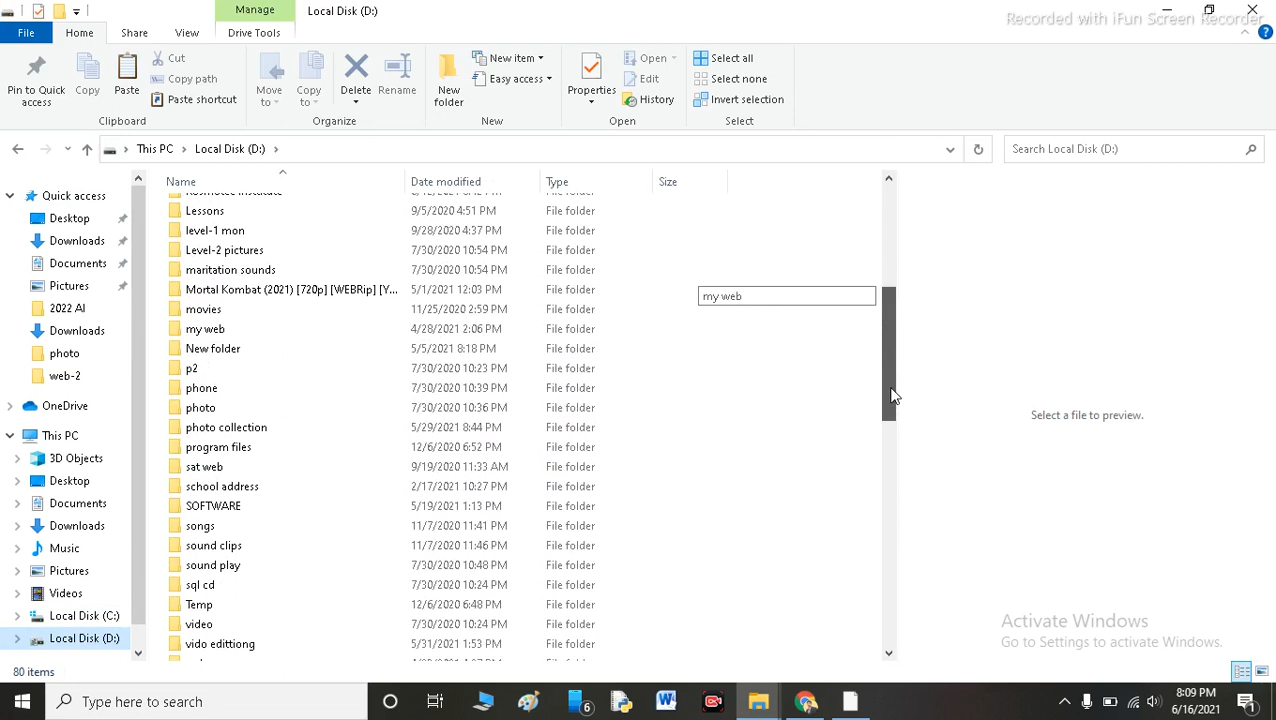 Manage
Local Disk (D:)
Recorded with iFun Screen Recorder
File
Home
Share
View
Drive Tools
Pin to Quick access
Copy
Paste
Cut
Copy path
Paste shortcut
Clipboard
Move to
Copy to
Delete
Rename
Organize
New folder
New item
Easy access
New
Properties
Open
Edit
History
Open
Select all
Select none
Invert selection
Select
This PC > Local Disk (D:) >
Search Local Disk (D:)
Name Date modified Type Size
Lessons 9/5/2020 4:51 PM File folder
level-1 mon 9/28/2020 4:37 PM File folder
Level-2 pictures 7/30/2020 10:54 PM File folder
maritation sounds 7/30/2020 10:54 PM File folder
Mortal Kombat (2021) [720p] [WEBRip] [Y... 5/1/2021 12:03 PM File folder
movies 11/25/2020 2:59 PM File folder
my web 4/28/2021 2:06 PM File folder
New folder 5/5/2021 8:18 PM File folder
p2 7/30/2020 10:23 PM File folder
phone 7/30/2020 10:39 PM File folder
photo 7/30/2020 10:36 PM File folder
photo collection 5/29/2021 8:44 PM File folder
program files 12/6/2020 6:52 PM File folder
sat web 9/19/2020 11:33 AM File folder
school address 2/17/2021 10:27 PM File folder
SOFTWARE 5/19/2021 1:13 PM File folder
songs 11/7/2020 11:41 PM File folder
sound clips 11/7/2020 11:46 PM File folder
sound play 7/30/2020 10:48 PM File folder
sql cd 7/30/2020 10:24 PM File folder
Temp 12/6/2020 6:48 PM File folder
video 7/30/2020 10:24 PM File folder
vido edittiong 5/31/2021 1:53 PM File folder
my web
Quick access
Desktop
Downloads
Documents
Pictures
2022 AI
Downloads
photo
web-2
OneDrive
This PC
3D Objects
Desktop
Documents
Downloads
Music
Pictures
Videos
Local Disk (C:)
Local Disk (D:)
Select a file to preview.
Activate Windows
Go to Settings to activate Windows.
80 items
Type here to search
6
8:09 PM
6/16/2021
1